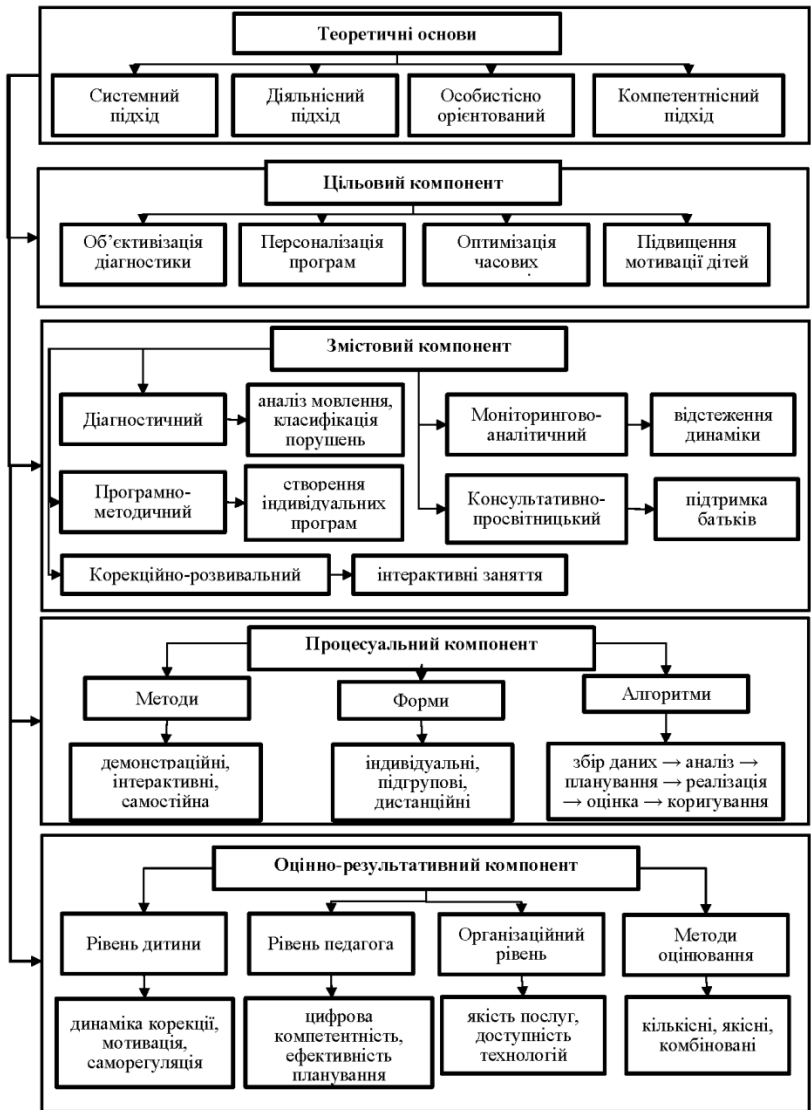 Теоретичні основи
Системний
підхід
Діяльнісний
підхід
Особистісно
орієнтований
Компетентнісний
підхід
Цільовий компонент
Об’єктивізація
діагностики
Персоналізація
програм
Оптимізація
часових
Підвищення
мотивації дітей
Змістовий компонент
Діагностичний
аналіз мовлення,
класифікація
порушень
Моніторингово-
аналітичний
відстеження
динаміки
Програмно-
методичний
створення
індивідуальних
програм
Консультативно-
просвітницький
підтримка
батьків
Корекційно-розвивальний
інтерактивні заняття
Процесуальний компонент
Методи
Форми
Алгоритми
демонстраційні,
інтерактивні,
самостійна
індивідуальні,
підгрупові,
дистанційні
збір даних → аналіз →
планування → реалізація
→ оцінка → коригування
Оцінно-результативний компонент
Рівень дитини
Рівень педагога
Організаційний
рівень
Методи
оцінювання
динаміка корекції,
мотивація,
саморегуляція
цифрова
компетентність,
ефективність
планування
якість послуг,
доступність
технологій
кількісні, якісні,
комбіновані